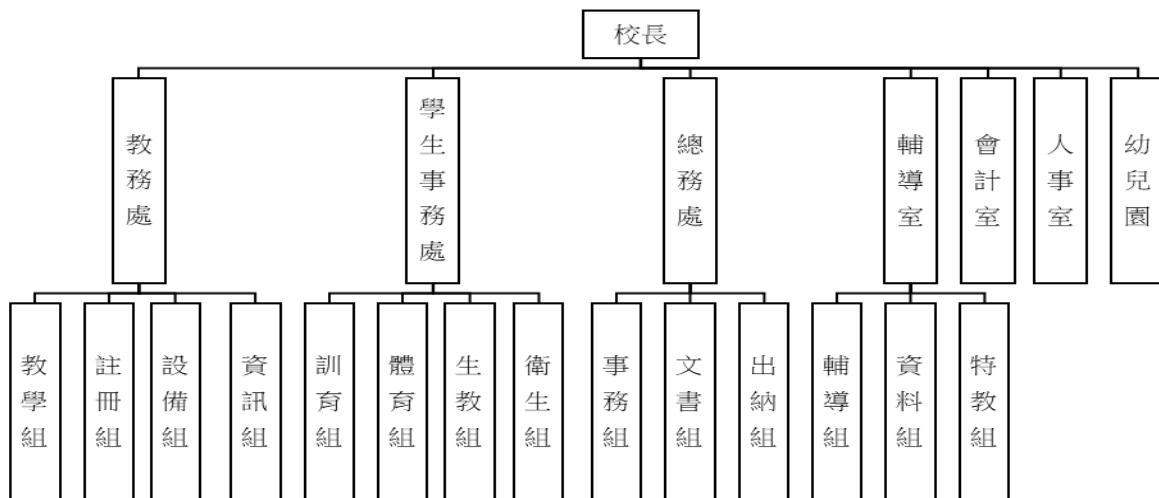 校長
教務處
學生事務處
總務處
輔導室
會計室
人事室
幼兒園
教學組
註冊組
設備組
資訊組
訓育組
體育組
生教組
衛生組
事務組
文書組
出納組
輔導組
資料組
特教組